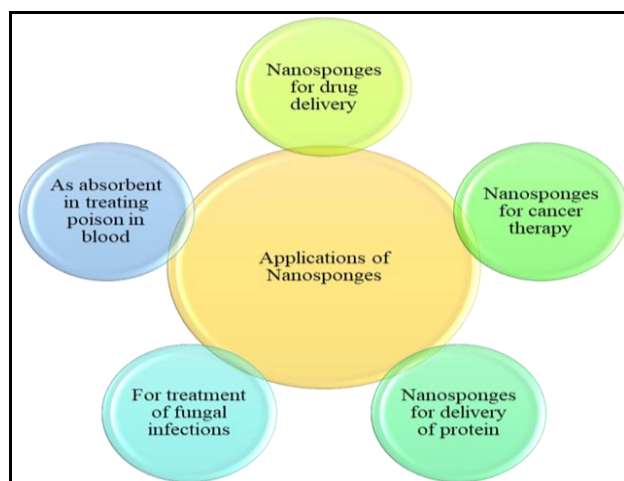 Nanosponges
for drug
delivery
As absorbent
in treating
poison in
blood
Nanosponges
for cancer
therapy
Applications of
Nanosponges
For treatment
of fungal
infections
Nanosponges
for delivery
of protein